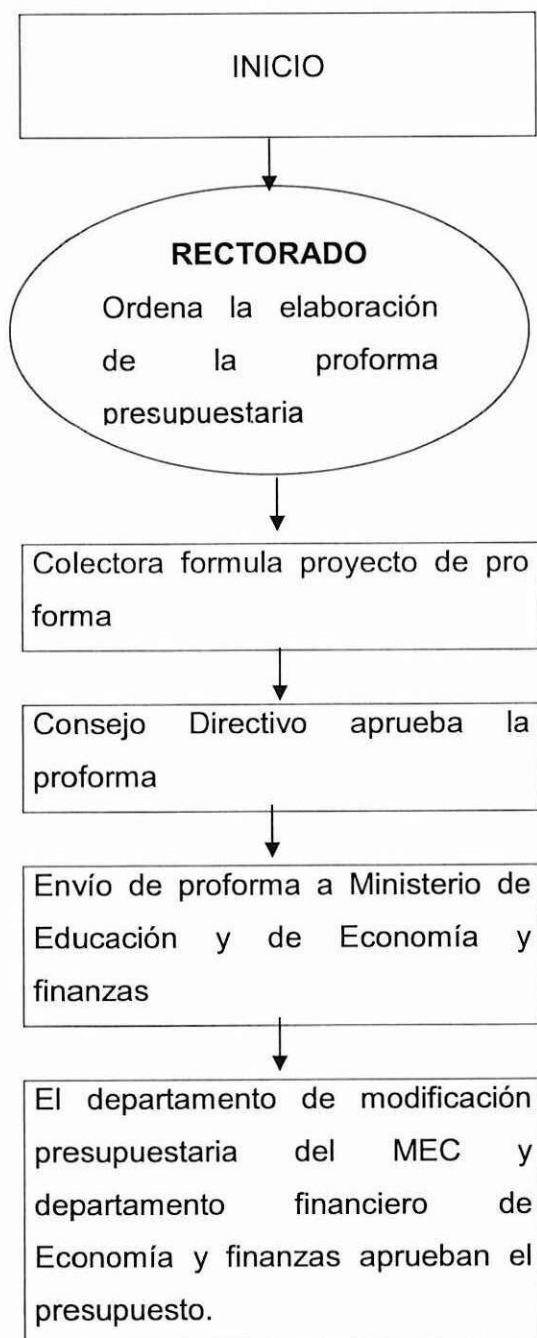 INICIO
RECTORADO
Ordena la elaboración
de la proforma
presupuestaria
Colectora formula proyecto de pro
forma
Consejo Directivo aprueba la
proforma
Envío de proforma a Ministerio de
Educación y de Economía y
finanzas
El departamento de modificación
presupuestaria del MEC y
departamento financiero de
Economía y finanzas aprueban el
presupuesto.